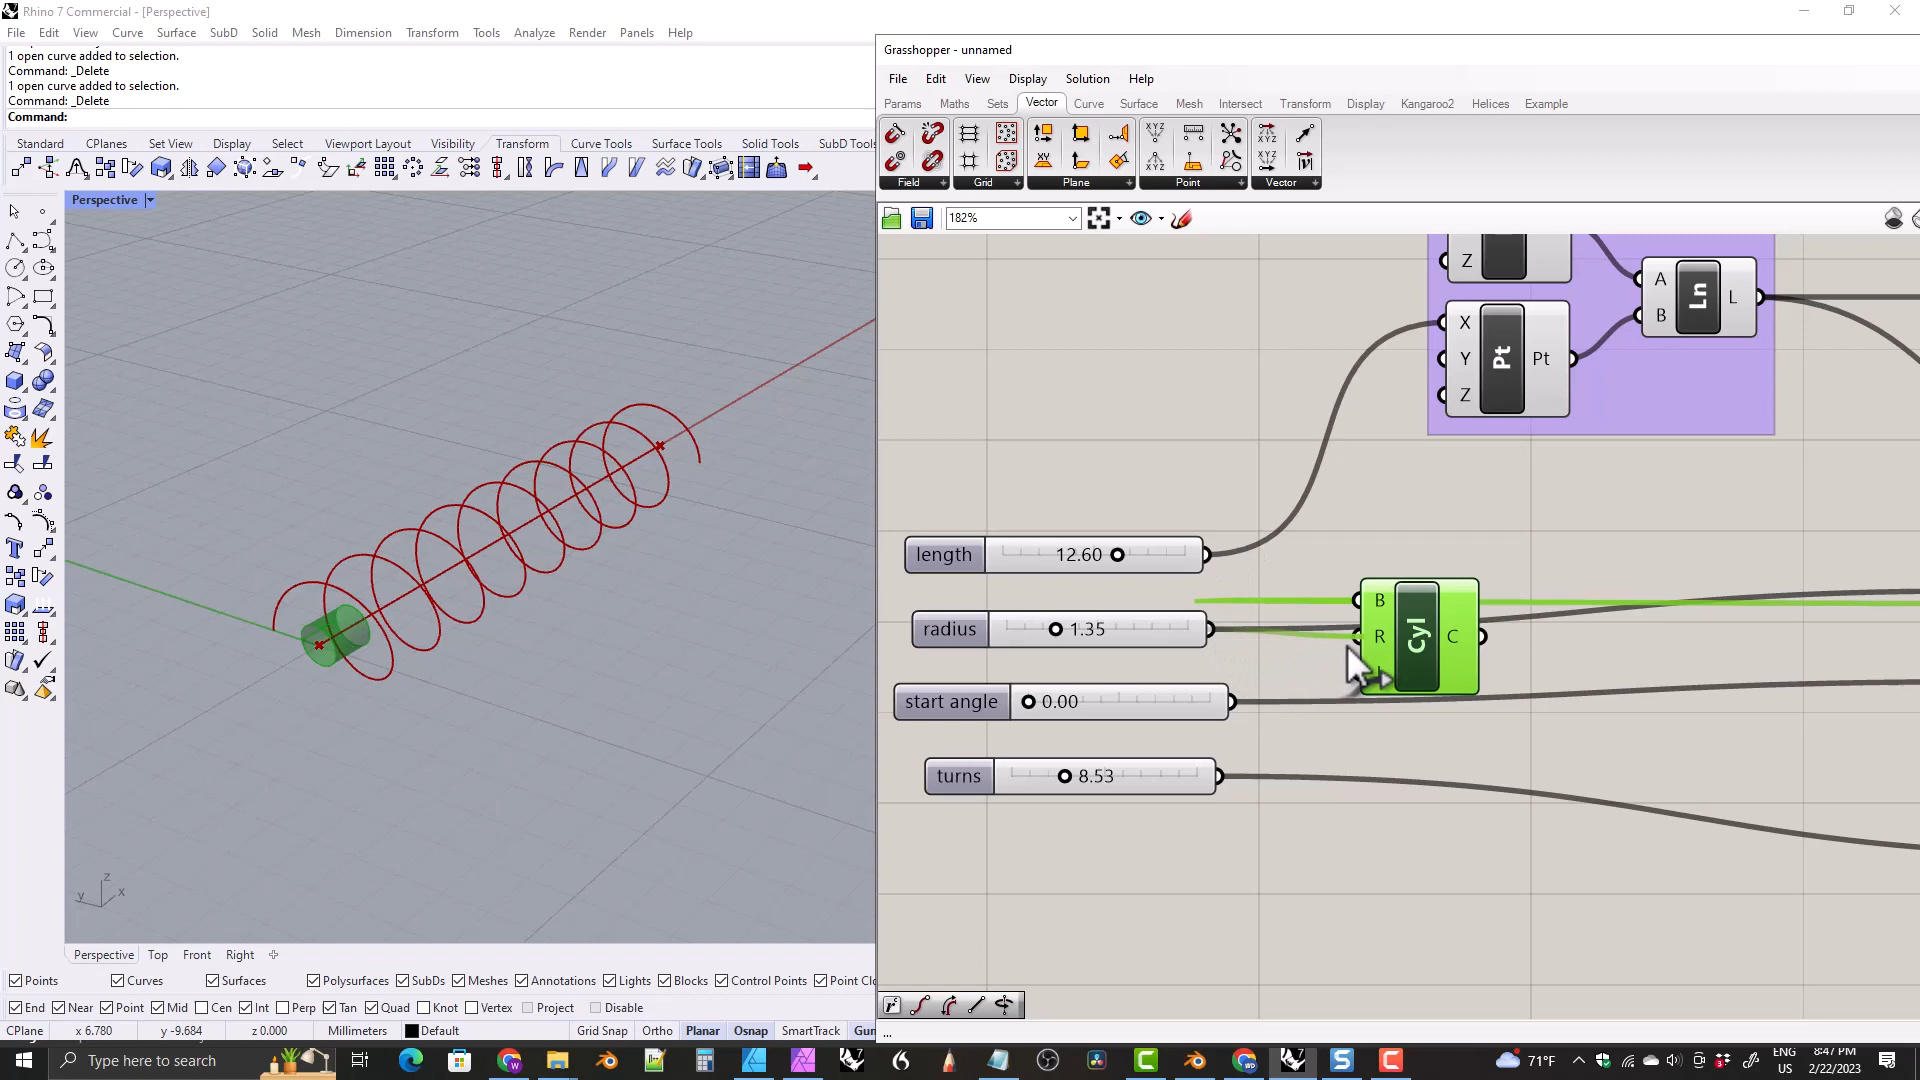 Rhino 7 Commercial - [Perspective]
File Edit View Curve Surface SubD Solid Mesh Dimension Transform Tools Analyze Render Panels Help
1 open curve added to selection.
Command: _Delete
1 open curve added to selection.
Command: _Delete
Command:
Standard CPlanes Set View Display Select Viewport Layout Visibility Transform Curve Tools Surface Tools Solid Tools SubD Tools
Perspective
z
y x
Perspective Top Front Right
Points Curves Surfaces Polysurfaces SubDs Meshes Annotations Lights Blocks Control Points Point Clo
End Near Point Mid Cen Int Perp Tan Quad Knot Vertex Project Disable
CPlane x 6.780 y -9.684 z 0.000 Millimeters Default Grid Snap Ortho Planar Osnap SmartTrack Gum
Grasshopper - unnamed
File Edit View Display Solution Help
Params Maths Sets Vector Curve Surface Mesh Intersect Transform Display Kangaroo2 Helices Example
Field Grid Plane Point Vector
182%
Z
A
B
Ln
L
X
Y
Z
Pt
Pt
length 12.60
radius 1.35
start angle 0.00
turns 8.53
B
R
Cyl
C
...
Type here to search
71°F
ENG
US
8:47 PM
2/22/2023